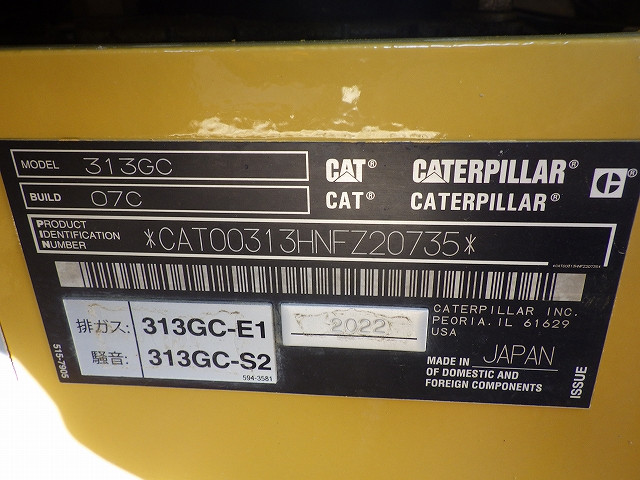 MODEL 313GC
CAT® CATERPILLAR®
BUILD 07C
CAT® CATERPILLAR®
C®
PRODUCT IDENTIFICATION NUMBER *CAT00313HNFZ20735*
*CAT00313HNFZ20735*
CATERPILLAR INC.
PEORIA. IL 61629
USA
排ガス: 313GC-E1
騒音: 313GC-S2
594-3581
2022
MADE IN JAPAN
OF DOMESTIC AND
FOREIGN COMPONENTS
515-7905
ISSUE